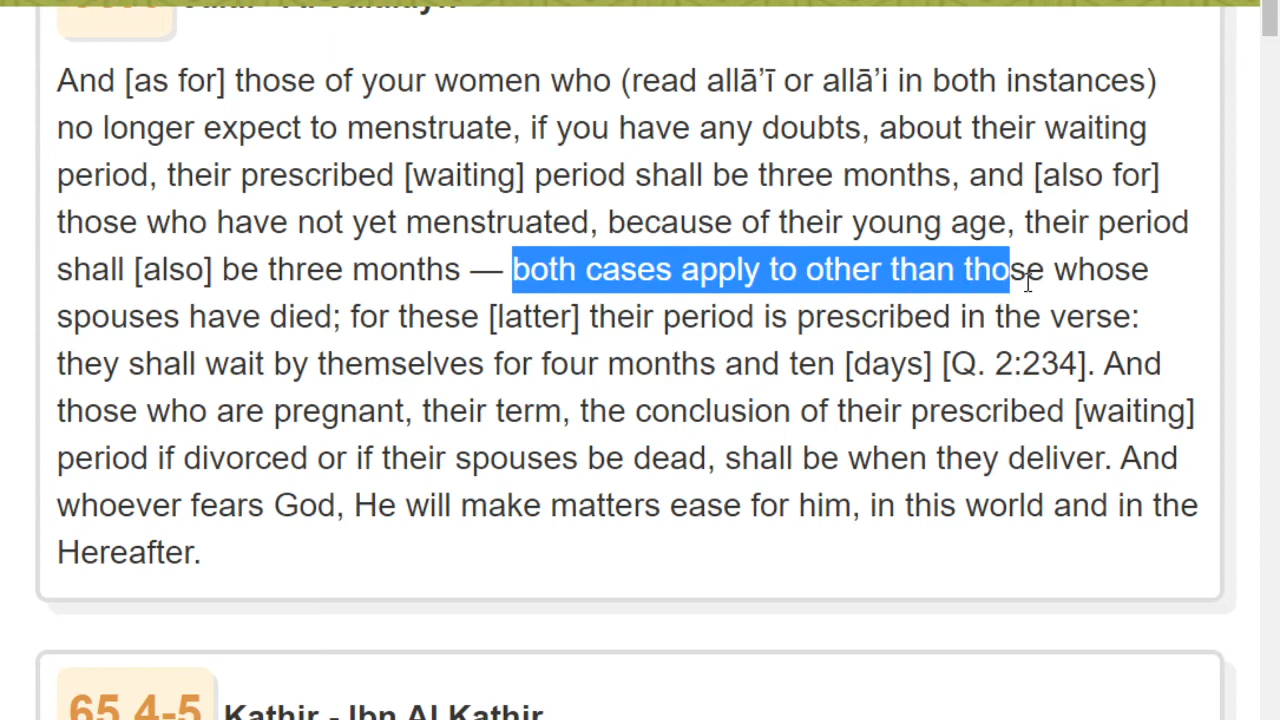 And [as for] those of your women who (read allā’ī or allā’i in both instances)
no longer expect to menstruate, if you have any doubts, about their waiting
period, their prescribed [waiting] period shall be three months, and [also for]
those who have not yet menstruated, because of their young age, their period
shall [also] be three months — both cases apply to other than those whose
spouses have died; for these [latter] their period is prescribed in the verse:
they shall wait by themselves for four months and ten [days] [Q. 2:234]. And
those who are pregnant, their term, the conclusion of their prescribed [waiting]
period if divorced or if their spouses be dead, shall be when they deliver. And
whoever fears God, He will make matters ease for him, in this world and in the
Hereafter.
65.4-5 Kathir - Ibn Al Kathir